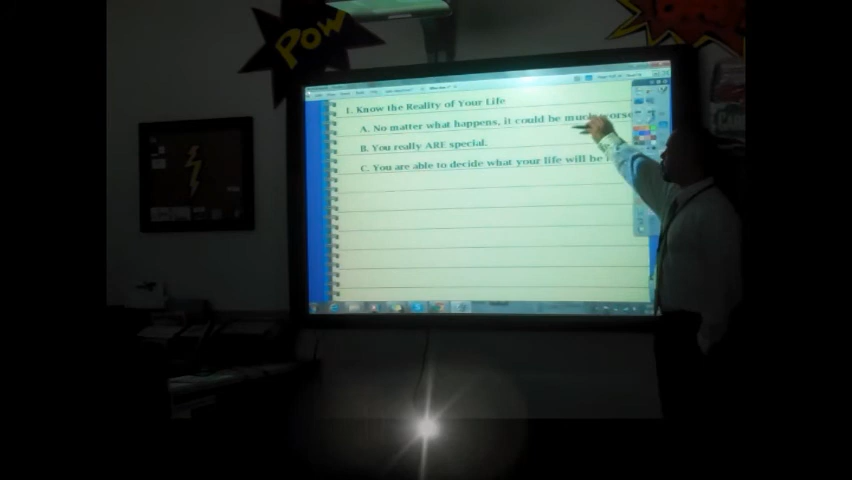 POW
1. Know the Reality of Your Life
A. No matter what happens, it could be much worse
B. You really ARE special.
C. You are able to decide what your life will be